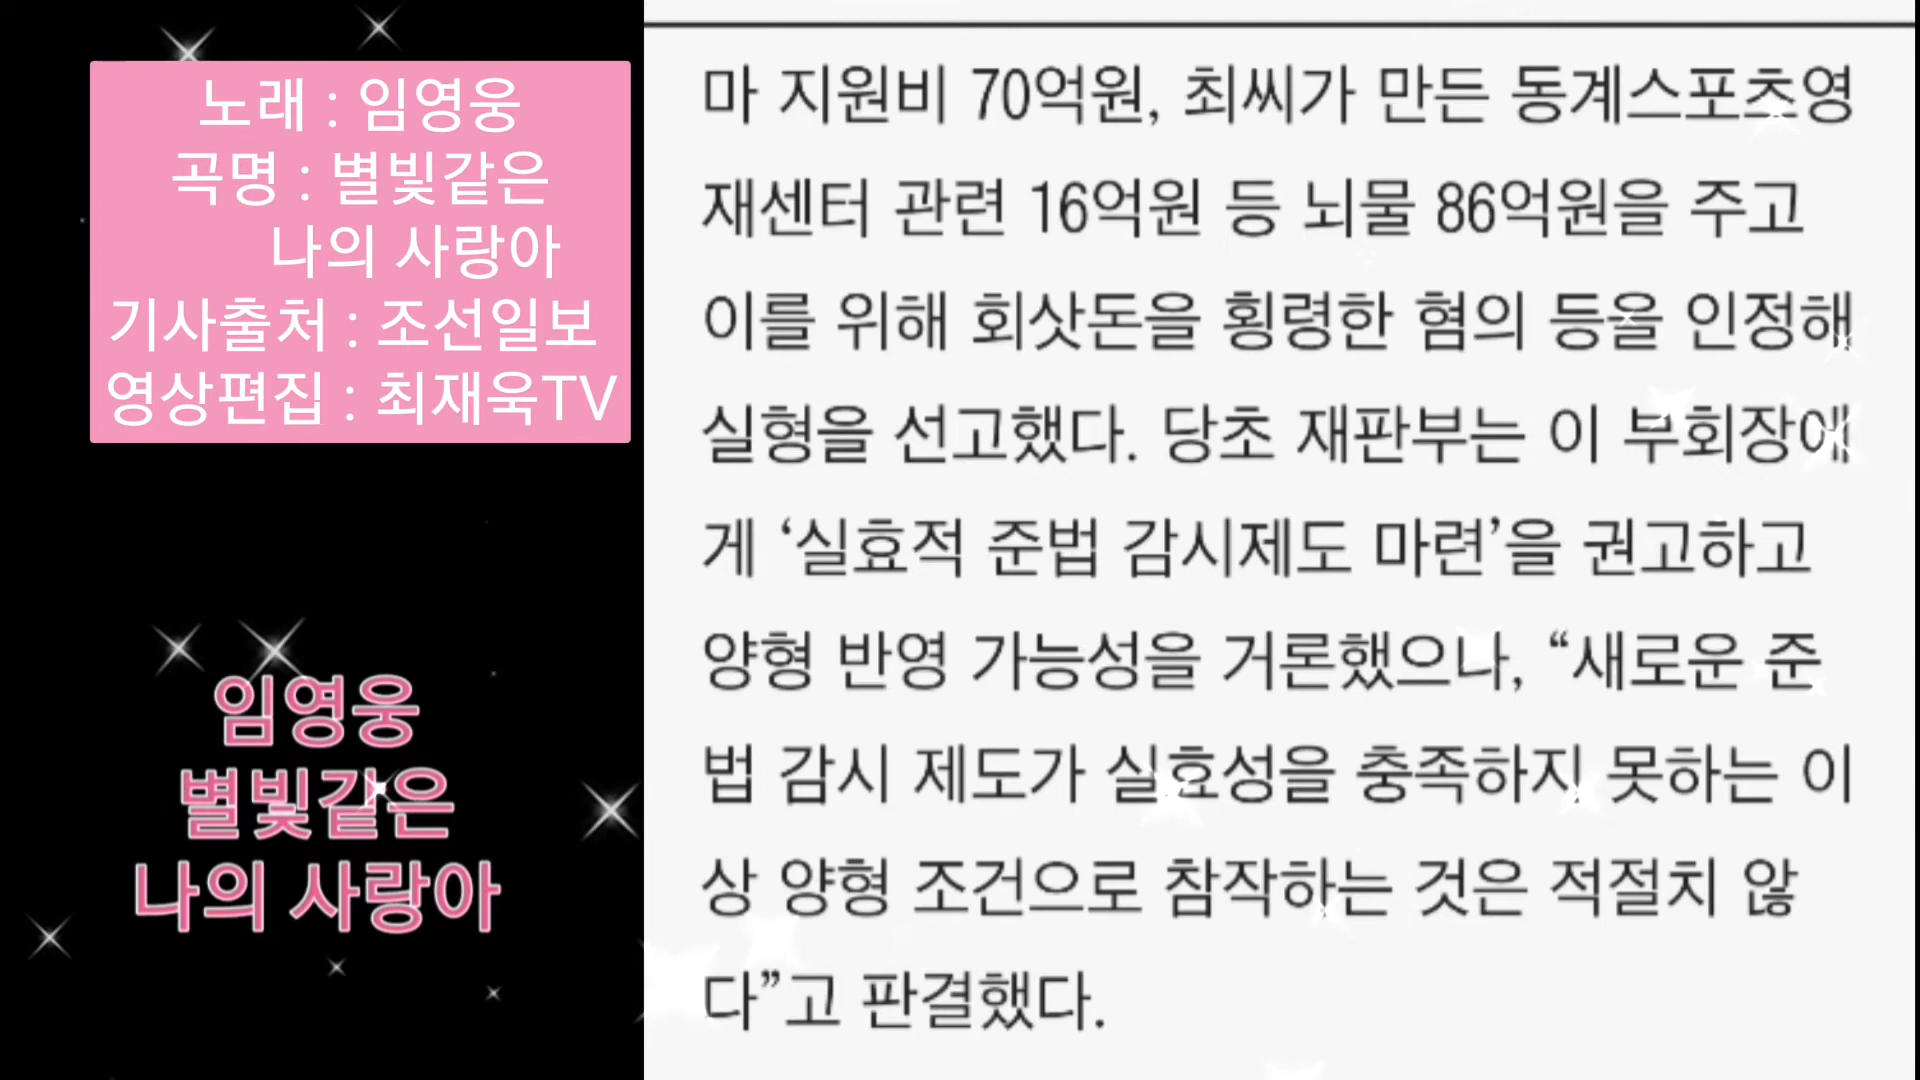 노래 : 임영웅
곡명 : 별빛같은
나의 사랑아
기사출처 : 조선일보
영상편집 : 최재욱TV
임영웅
별빛같은
나의 사랑아
마 지원비 70억원, 최씨가 만든 동계스포츠영
재센터 관련 16억원 등 뇌물 86억원을 주고
이를 위해 회삿돈을 횡령한 혐의 등을 인정해
실형을 선고했다. 당초 재판부는 이 부회장에
게 ‘실효적 준법 감시제도 마련’을 권고하고
양형 반영 가능성을 거론했으나, “새로운 준
법 감시 제도가 실효성을 충족하지 못하는 이
상 양형 조건으로 참작하는 것은 적절치 않
다”고 판결했다.